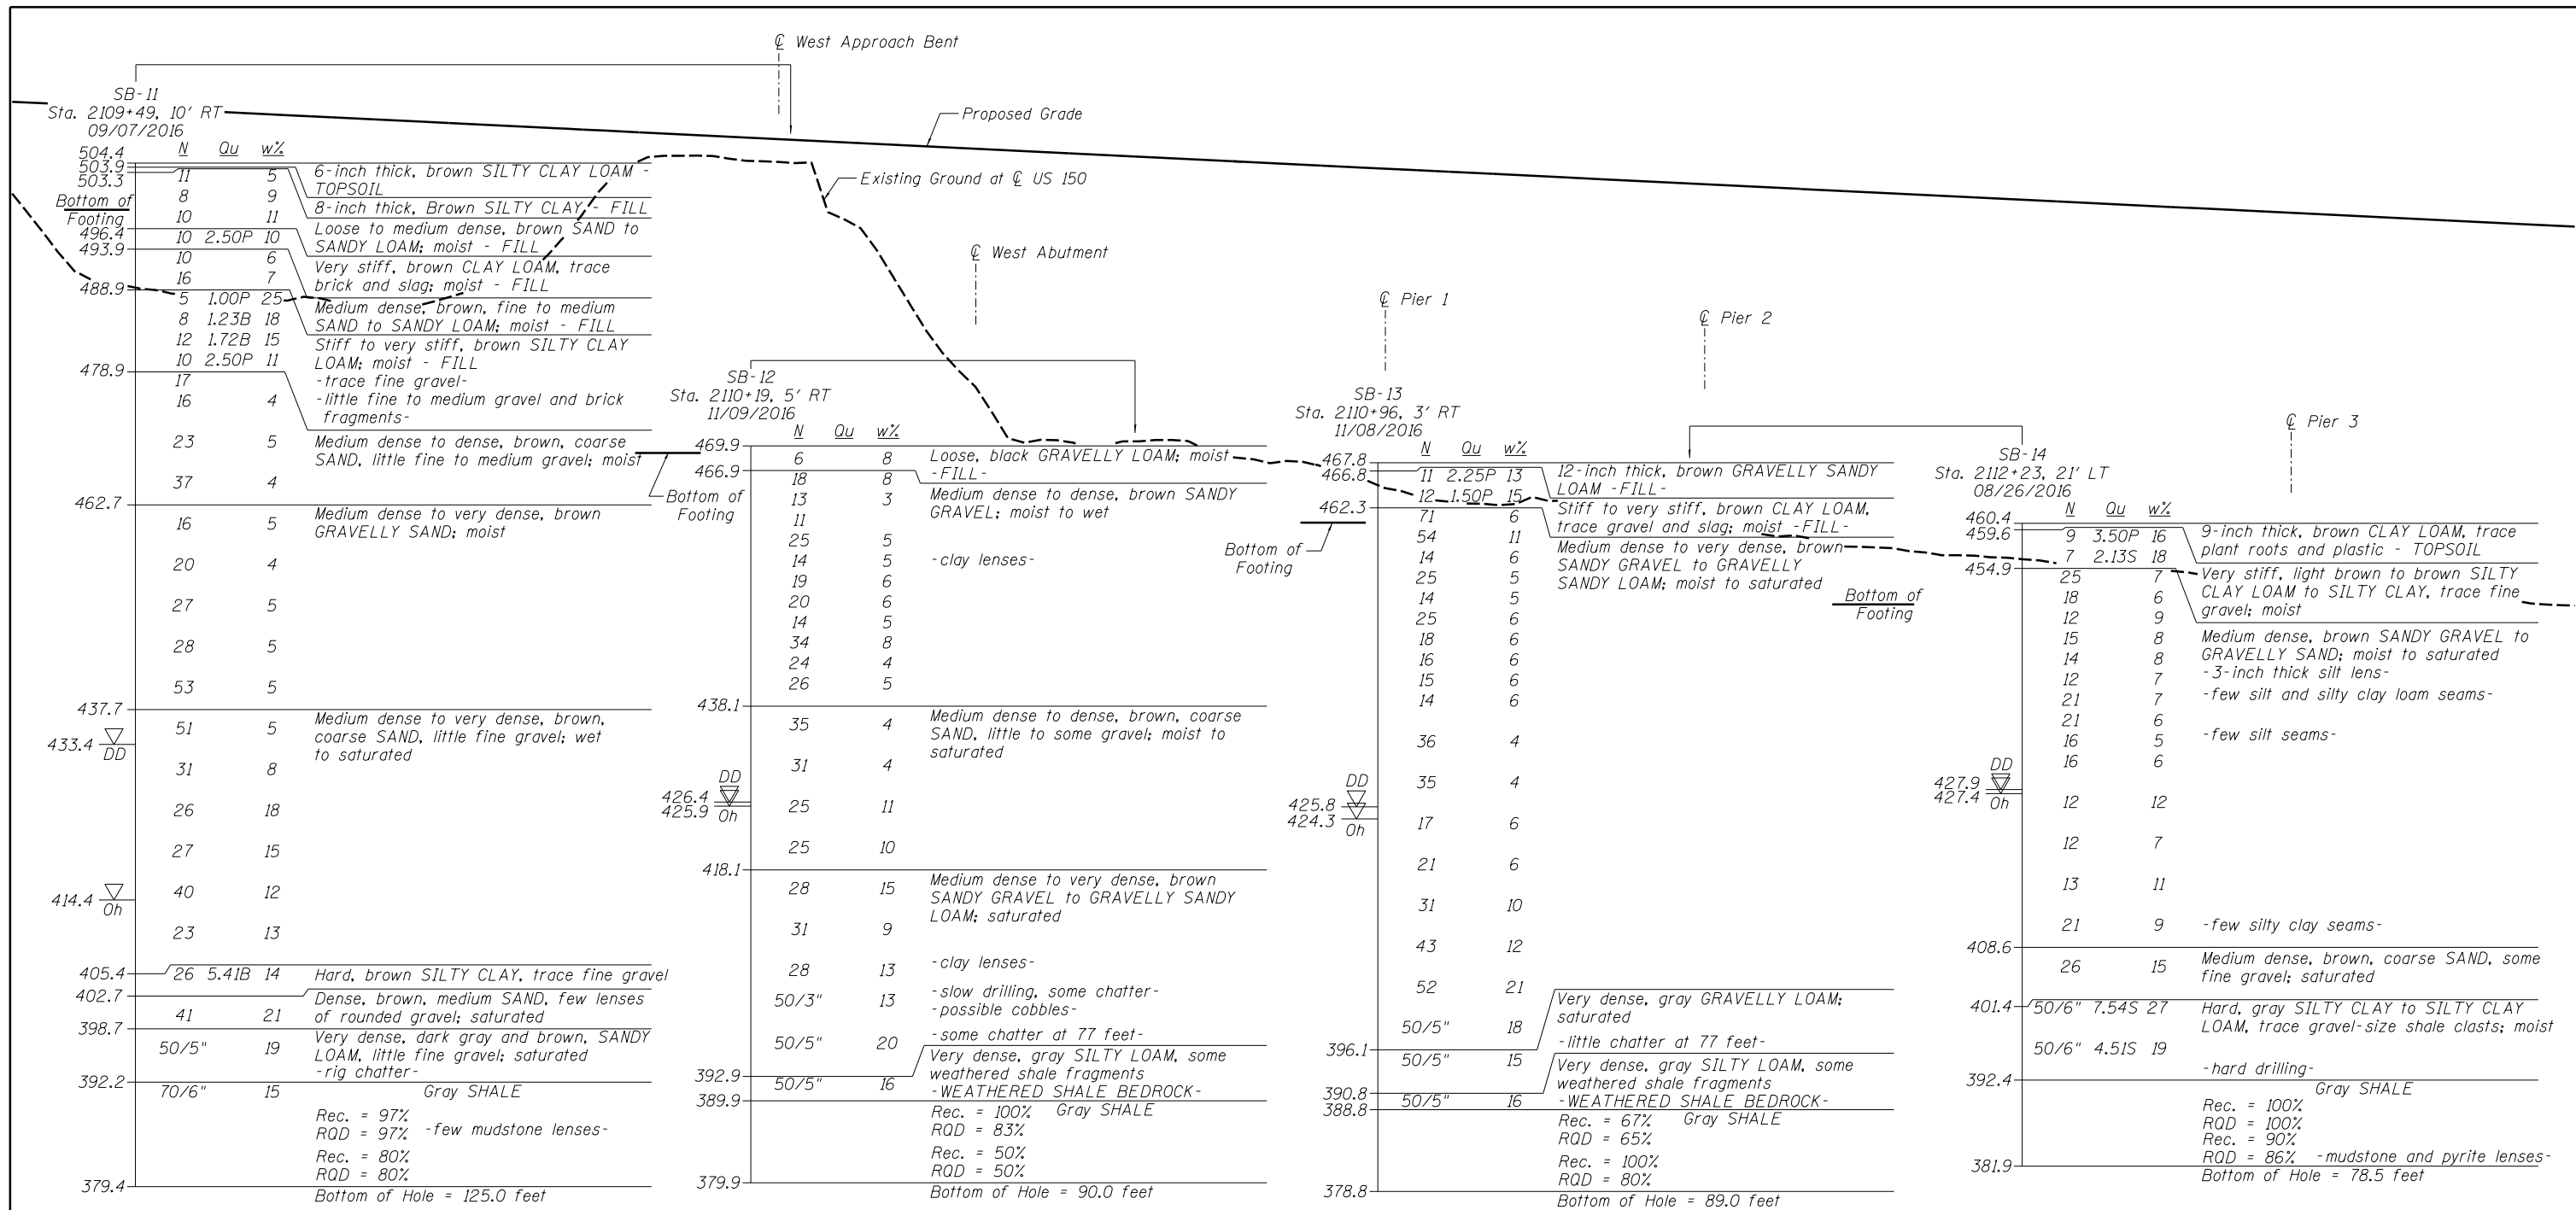 ℄ West Approach Bent
Proposed Grade
Existing Ground at ℄ US 150
℄ West Abutment
℄ Pier 1
℄ Pier 2
℄ Pier 3
SB-11
Sta. 2109+49, 10' RT
09/07/2016
N Qu w%
504.4
503.9
503.3
Bottom of
Footing
496.4
493.9
488.9
478.9
462.7
437.7
433.4
DD
414.4
Oh
405.4
402.7
398.7
392.2
379.4
11 5
8 9
10 11
10 2.50P 10
10 6
16 7
5 1.00P 25
8 1.23B 18
12 1.72B 15
10 2.50P 11
17
16 4
23 5
37 4
16 5
20 4
27 5
28 5
53 5
51 5
31 8
26 18
27 15
40 12
23 13
26 5.41B 14
41 21
50/5" 19
70/6" 15
6-inch thick, brown SILTY CLAY LOAM -
TOPSOIL
8-inch thick, Brown SILTY CLAY - FILL
Loose to medium dense, brown SAND to
SANDY LOAM; moist - FILL
Very stiff, brown CLAY LOAM, trace
brick and slag; moist - FILL
Medium dense, brown, fine to medium
SAND to SANDY LOAM; moist - FILL
Stiff to very stiff, brown SILTY CLAY
LOAM; moist - FILL
-trace fine gravel-
-little fine to medium gravel and brick
fragments-
Medium dense to dense, brown, coarse
SAND, little fine to medium gravel; moist
Medium dense to very dense, brown
GRAVELLY SAND; moist
Medium dense to very dense, brown,
coarse SAND, little fine gravel; wet
to saturated
Hard, brown SILTY CLAY, trace fine gravel
Dense, brown, medium SAND, few lenses
of rounded gravel; saturated
Very dense, dark gray and brown, SANDY
LOAM, little fine gravel; saturated
-rig chatter-
Gray SHALE
Rec. = 97%
RQD = 97% -few mudstone lenses-
Rec. = 80%
RQD = 80%
Bottom of Hole = 125.0 feet
SB-12
Sta. 2110+19, 5' RT
11/09/2016
N Qu w%
469.9
466.9
Bottom of
Footing
438.1
DD
426.4
425.9
Oh
418.1
392.9
389.9
379.9
6 8
18 8
13 3
11
25 5
14 5
19 6
20 6
14 5
34 8
24 4
26 5
35 4
31 4
25 11
25 10
28 15
31 9
28 13
50/3" 13
50/5" 20
50/5" 16
Loose, black GRAVELLY LOAM; moist
-FILL-
Medium dense to dense, brown SANDY
GRAVEL; moist to wet
-clay lenses-
Medium dense to dense, brown, coarse
SAND, little to some gravel; moist to
saturated
Medium dense to very dense, brown
SANDY GRAVEL to GRAVELLY SANDY
LOAM; saturated
-clay lenses-
-slow drilling, some chatter-
-possible cobbles-
-some chatter at 77 feet-
Very dense, gray SILTY LOAM, some
weathered shale fragments
-WEATHERED SHALE BEDROCK-
Rec. = 100% Gray SHALE
RQD = 83%
Rec. = 50%
RQD = 50%
Bottom of Hole = 90.0 feet
SB-13
Sta. 2110+96, 3' RT
11/08/2016
N Qu w%
467.8
466.8
462.3
Bottom of
Footing
DD
425.8
424.3
Oh
396.1
390.8
388.8
378.8
11 2.25P 13
12 1.50P 15
71 6
54 11
14 6
25 5
14 5
25 6
18 6
16 6
15 6
14 6
36 4
35 4
17 6
21 6
31 10
43 12
52 21
50/5" 18
50/5" 15
50/5" 16
12-inch thick, brown GRAVELLY SANDY
LOAM -FILL-
Stiff to very stiff, brown CLAY LOAM,
trace gravel and slag; moist -FILL-
Medium dense to very dense, brown
SANDY GRAVEL to GRAVELLY
SANDY LOAM; moist to saturated
Very dense, gray GRAVELLY LOAM;
saturated
-little chatter at 77 feet-
Very dense, gray SILTY LOAM, some
weathered shale fragments
-WEATHERED SHALE BEDROCK-
Rec. = 67% Gray SHALE
RQD = 65%
Rec. = 100%
RQD = 80%
Bottom of Hole = 89.0 feet
SB-14
Sta. 2112+23, 21' LT
08/26/2016
N Qu w%
460.4
459.6
454.9
Bottom of
Footing
DD
427.9
427.4
Oh
408.6
401.4
392.4
381.9
9 3.50P 16
7 2.13S 18
25 7
18 6
12 9
15 8
14 8
12 7
21 7
21 6
16 5
16 6
12 12
12 7
13 11
21 9
26 15
50/6" 7.54S 27
50/6" 4.51S 19
9-inch thick, brown CLAY LOAM, trace
plant roots and plastic - TOPSOIL
Very stiff, light brown to brown SILTY
CLAY LOAM to SILTY CLAY, trace fine
gravel; moist
Medium dense, brown SANDY GRAVEL to
GRAVELLY SAND; moist to saturated
-3-inch thick silt lens-
-few silt and silty clay loam seams-
-few silt seams-
-few silty clay seams-
Medium dense, brown, coarse SAND, some
fine gravel; saturated
Hard, gray SILTY CLAY to SILTY CLAY
LOAM, trace gravel-size shale clasts; moist
-hard drilling-
Gray SHALE
Rec. = 100%
RQD = 100%
Rec. = 90%
RQD = 86% -mudstone and pyrite lenses-
Bottom of Hole = 78.5 feet